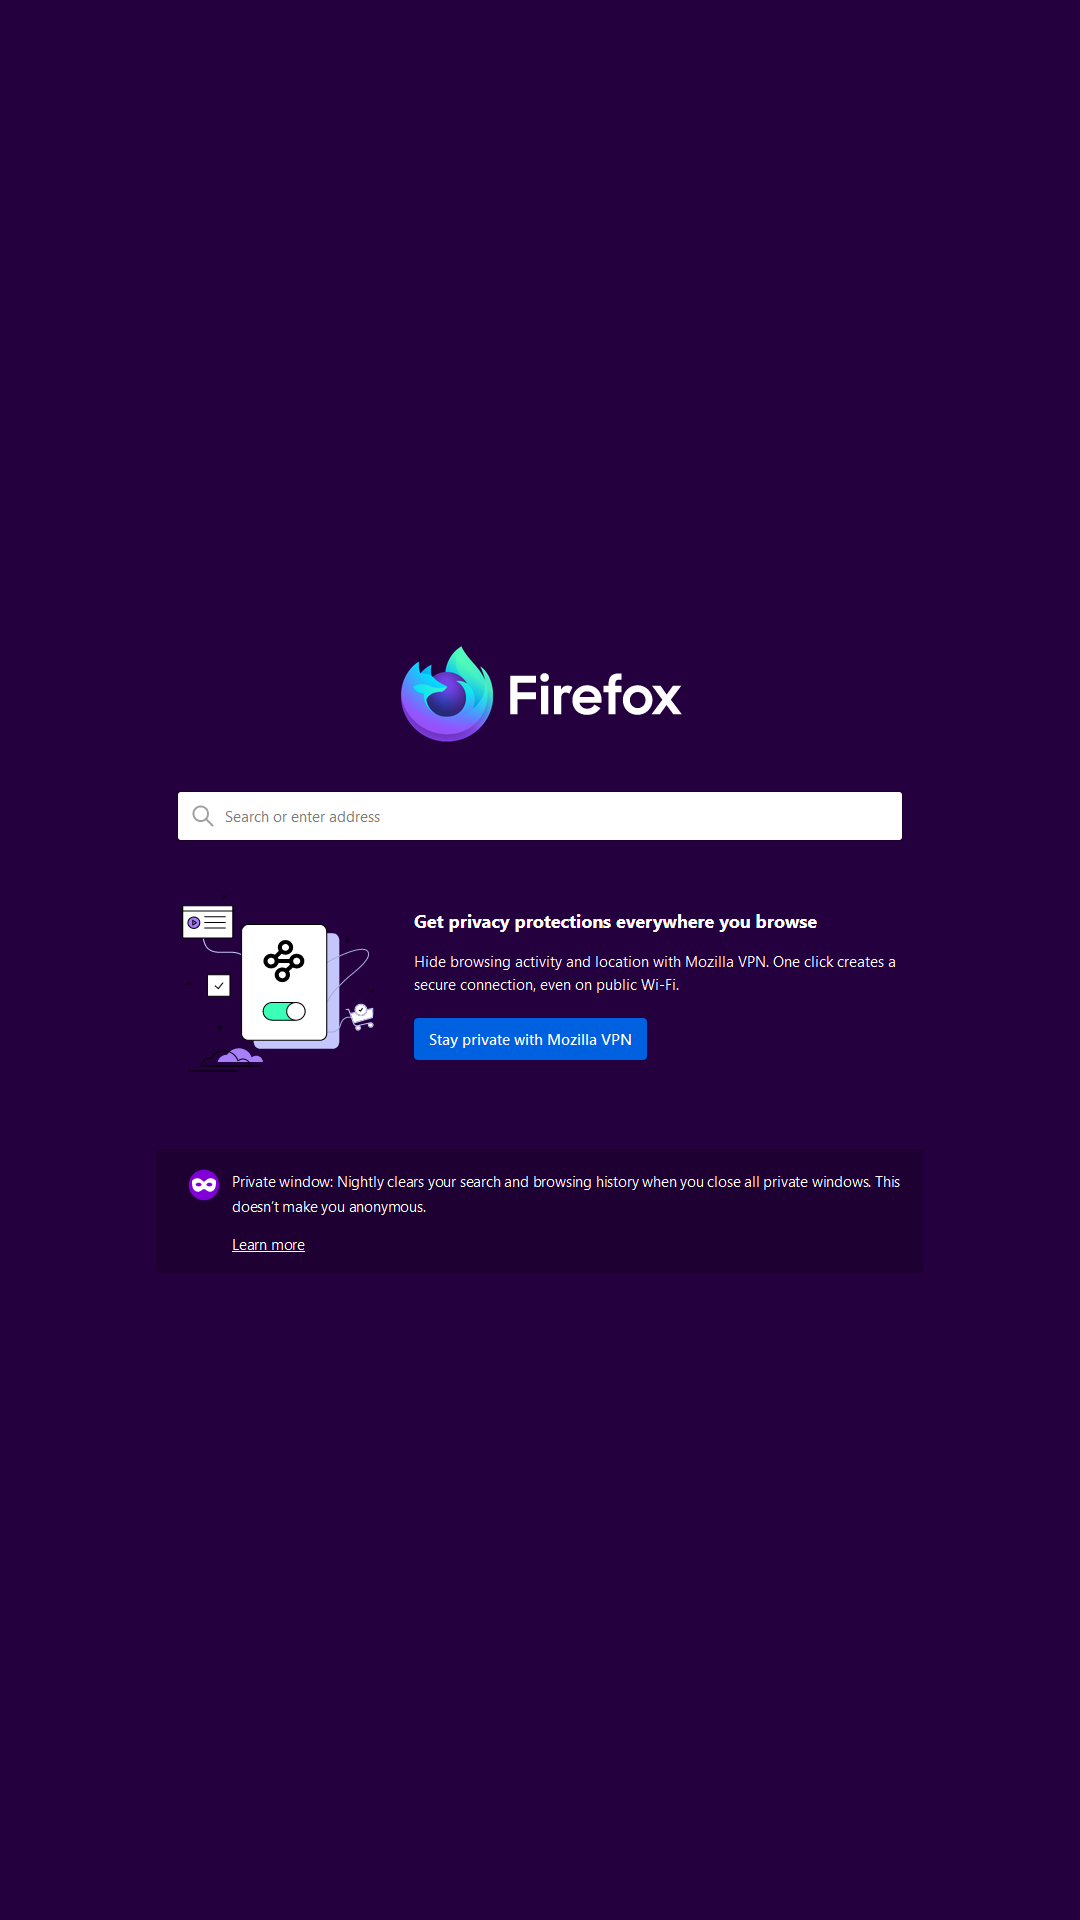 Firefox
Search or enter address
Get privacy protections everywhere you browse
Hide browsing activity and location with Mozilla VPN. One click creates a
secure connection, even on public Wi-Fi.
Stay private with Mozilla VPN
Private window: Nightly clears your search and browsing history when you close all private windows. This
doesn’t make you anonymous.
Learn more